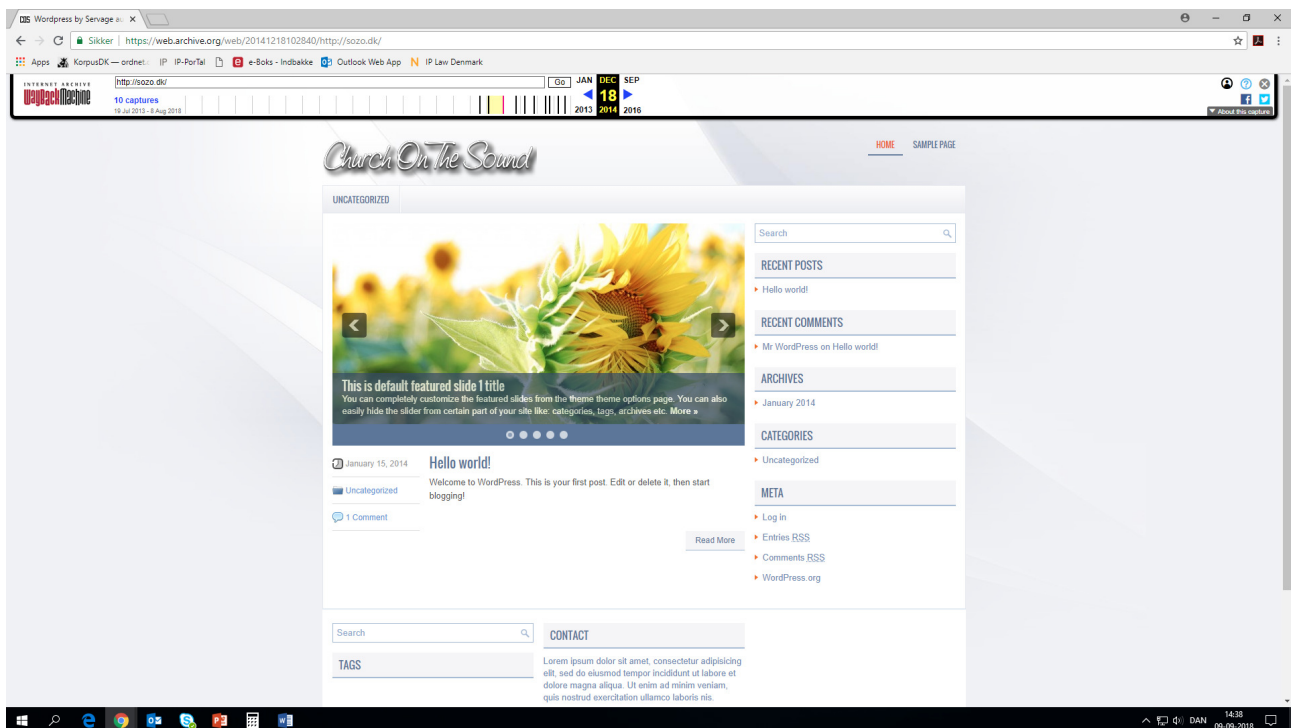 Wordpress by Servage a
Sikker | https://web.archive.org/web/20141218102840/http://sozo.dk/
Apps KorpusDK — ordnet. IP IP-PorTal e-Boks - Indbakke Outlook Web App N IP Law Denmark
INTERNET ARCHIVE
WayBackMachine
http://sozo.dk/ Go
10 captures
19 Jul 2013 - 8 Aug 2018
JAN DEC SEP
18
2013 2014 2016
About this capture
Church On The Sound
HOME SAMPLE PAGE
UNCATEGORIZED
This is default featured slide 1 title
You can completely customize the featured slides from the theme theme options page. You can also
easily hide the slider from certain part of your site like: categories, tags, archives etc. More »
January 15, 2014
Uncategorized
1 Comment
Hello world!
Welcome to WordPress. This is your first post. Edit or delete it, then start
blogging!
Read More
Search
RECENT POSTS
Hello world!
RECENT COMMENTS
Mr WordPress on Hello world!
ARCHIVES
January 2014
CATEGORIES
Uncategorized
META
Log in
Entries RSS
Comments RSS
WordPress.org
Search
TAGS
CONTACT
Lorem ipsum dolor sit amet, consectetur adipisicing
elit, sed do eiusmod tempor incididunt ut labore et
dolore magna aliqua. Ut enim ad minim veniam,
quis nostrud exercitation ullamco laboris nis.
DAN
14:38
09-09-2018